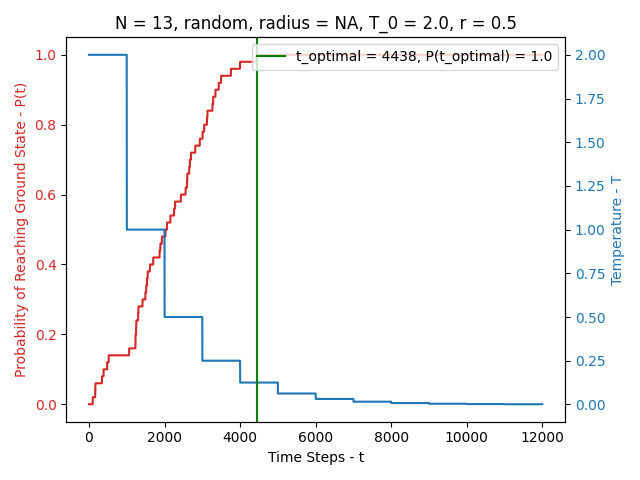 N = 13, random, radius = NA, T_0 = 2.0, r = 0.5
t_optimal = 4438, P(t_optimal) = 1.0
Probability of Reaching Ground State - P(t)
1.0
0.8
0.6
0.4
0.2
0.0
2.00
1.75
1.50
1.25
1.00
0.75
0.50
0.25
0.00
Temperature - T
0 2000 4000 6000 8000 10000 12000
Time Steps - t